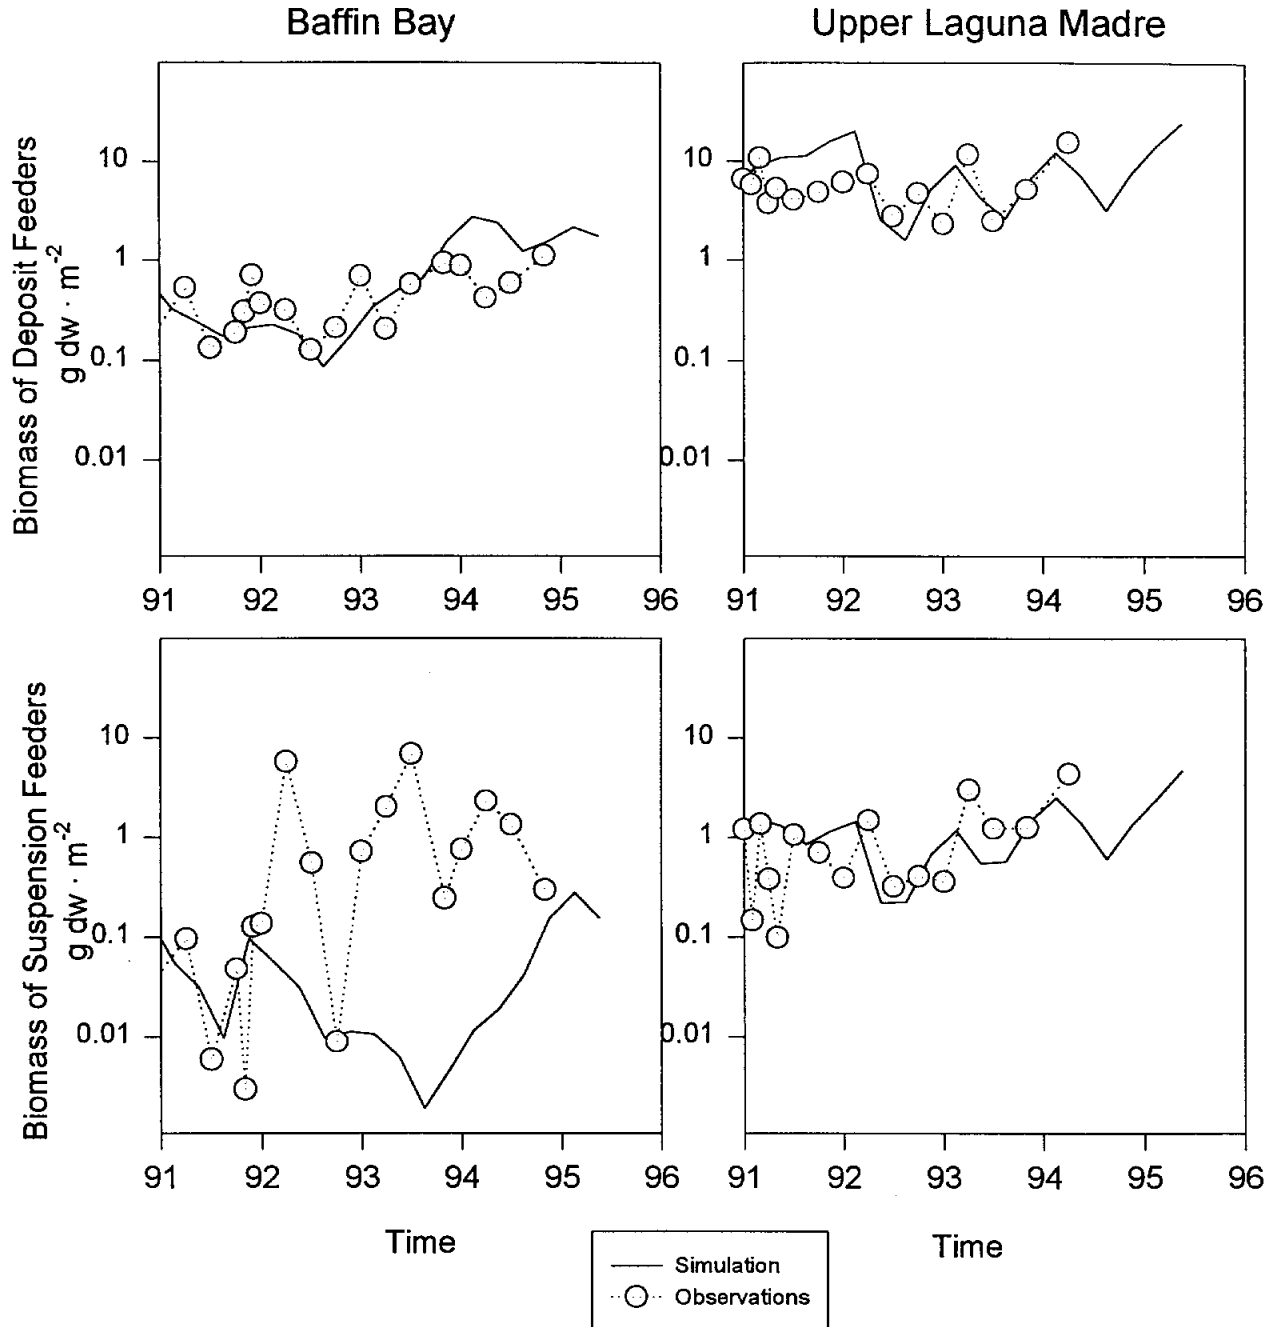 Baffin Bay
Upper Laguna Madre
Biomass of Deposit Feeders
g dw · m-2
10
1
0.1
0.01
91 92 93 94 95 96
10
1
0.1
0.01
91 92 93 94 95 96
Biomass of Suspension Feeders
g dw · m-2
10
1
0.1
0.01
91 92 93 94 95 96
Time
10
1
0.1
0.01
91 92 93 94 95 96
Time
Simulation
Observations